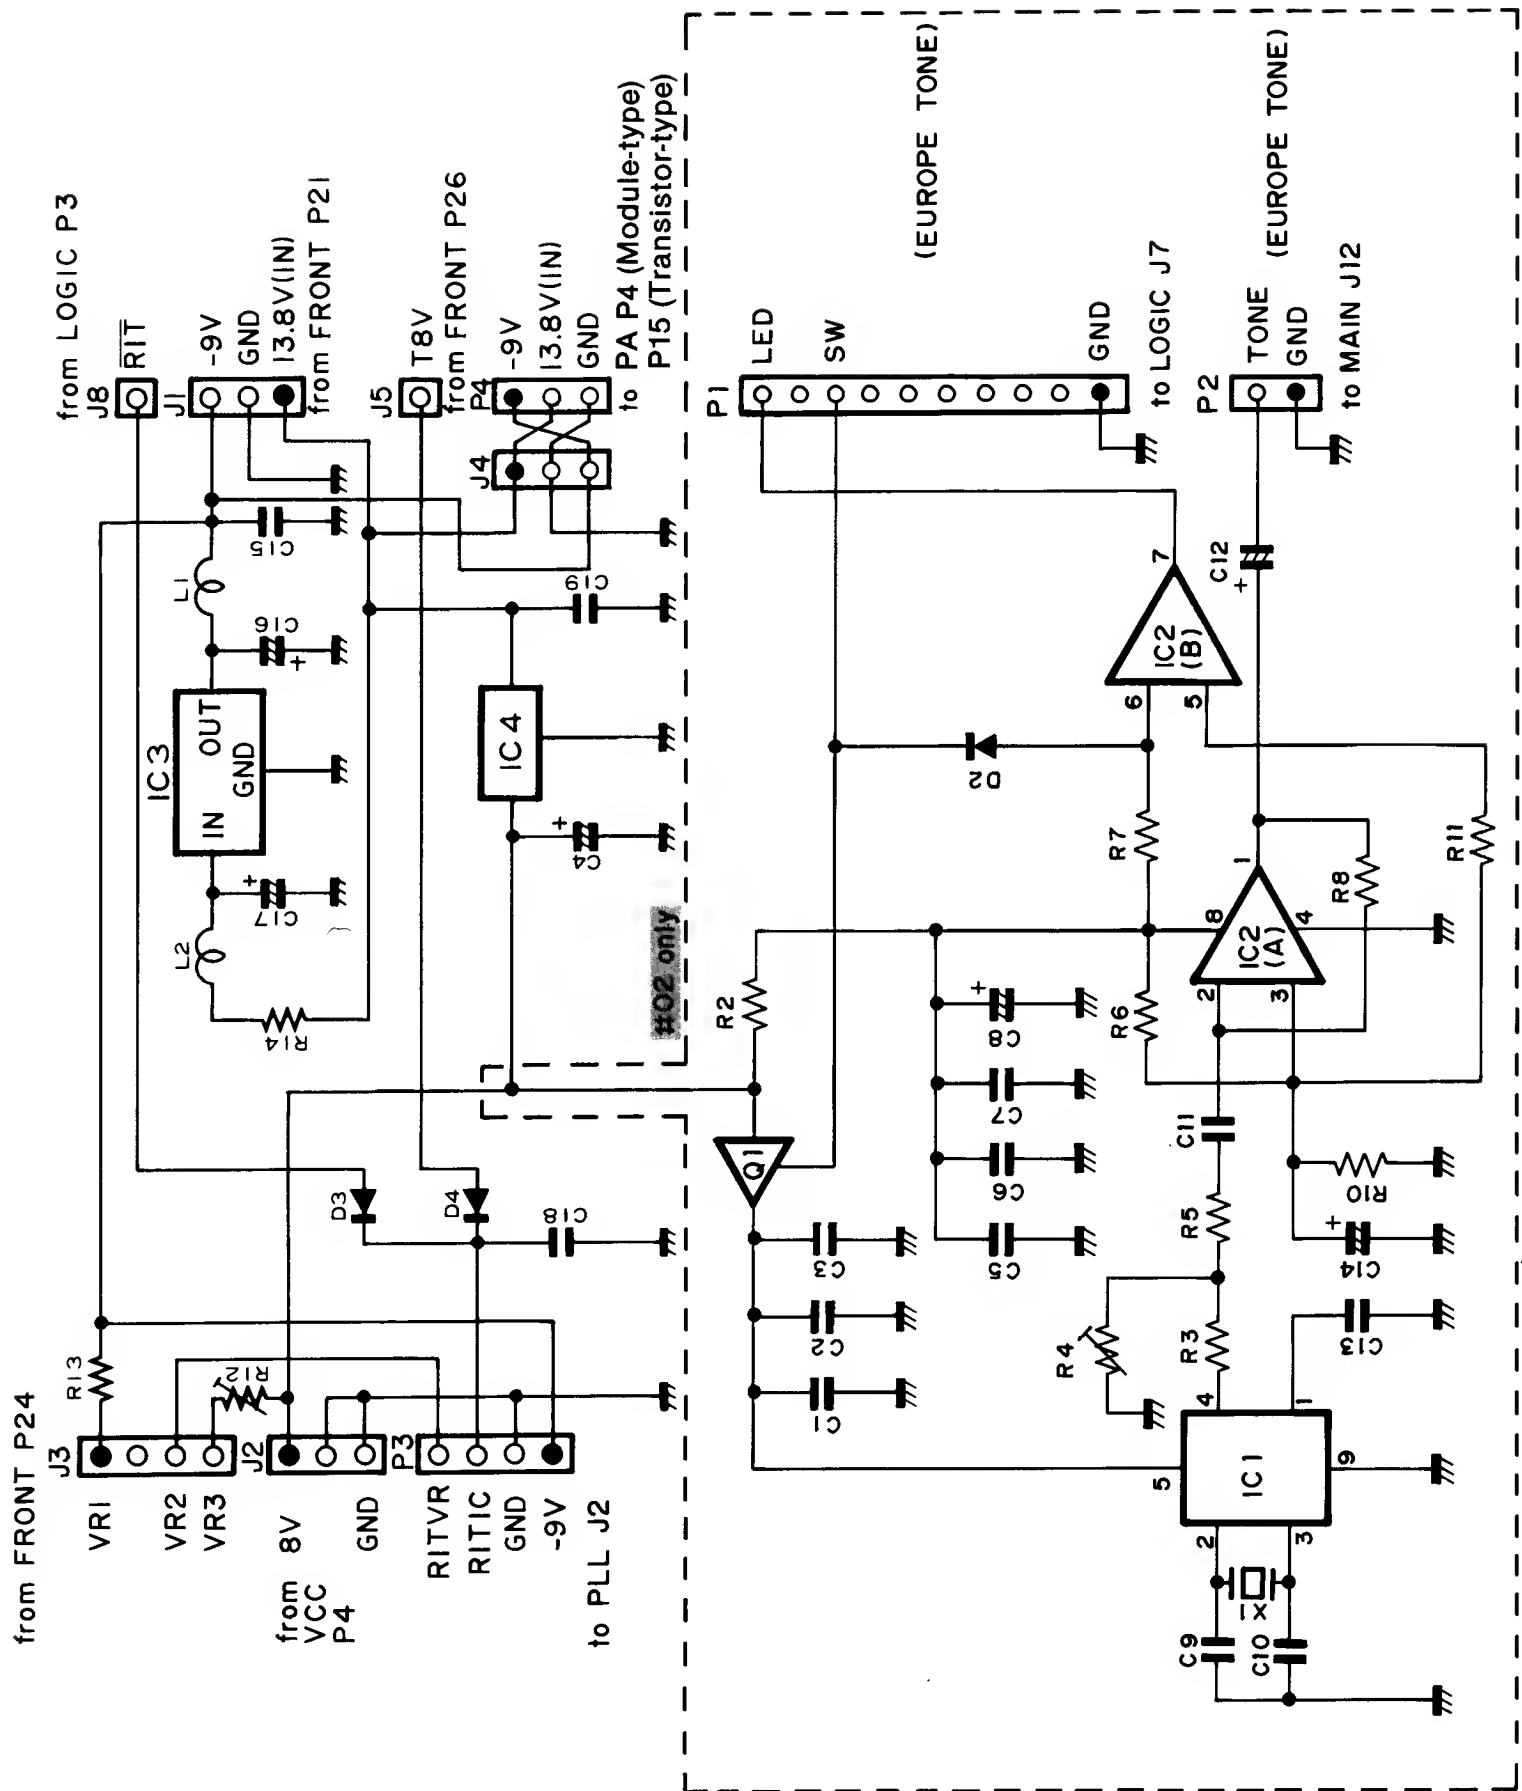 from FRONT P24
J3
VR1
VR2
VR3
R13
R12
from
VCC
P4
J2
8V
GND
P3
RITVR
RITIC
GND
-9V
to PLL J2
D3
D4
C18
R14
L2
C17
IC3
IN
OUT
GND
C16
L1
C15
from LOGIC P3
J8
RIT
J1
-9V
GND
13.8V(IN)
from FRONT P21
J5
T8V
from FRONT P26
P4
-9V
13.8V(IN)
GND
to PA P4 (Module-type)
P15 (Transistor-type)
J4
C19
IC4
C4
#02 only
R2
Q1
C3
C2
C1
C8
+
C7
C6
C5
P1
LED
SW
GND
to LOGIC J7
(EUROPE TONE)
P2
TONE
GND
to MAIN J12
(EUROPE TONE)
D2
IC2
(B)
6
5
7
C12
+
R7
R6
IC2
(A)
2
3
8
1
4
R8
R11
C11
R5
R10
C14
+
R4
R3
C13
IC1
4
1
5
9
2
3
X1
C9
C10